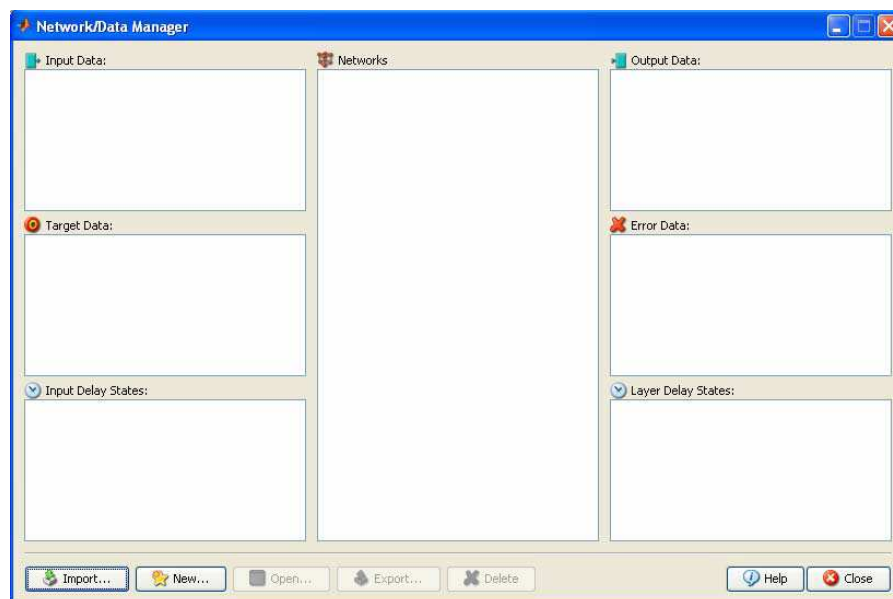 Network/Data Manager
Input Data:
Networks
Output Data:
Target Data:
Error Data:
Input Delay States:
Layer Delay States:
Import...
New...
Open...
Export...
Delete
Help
Close